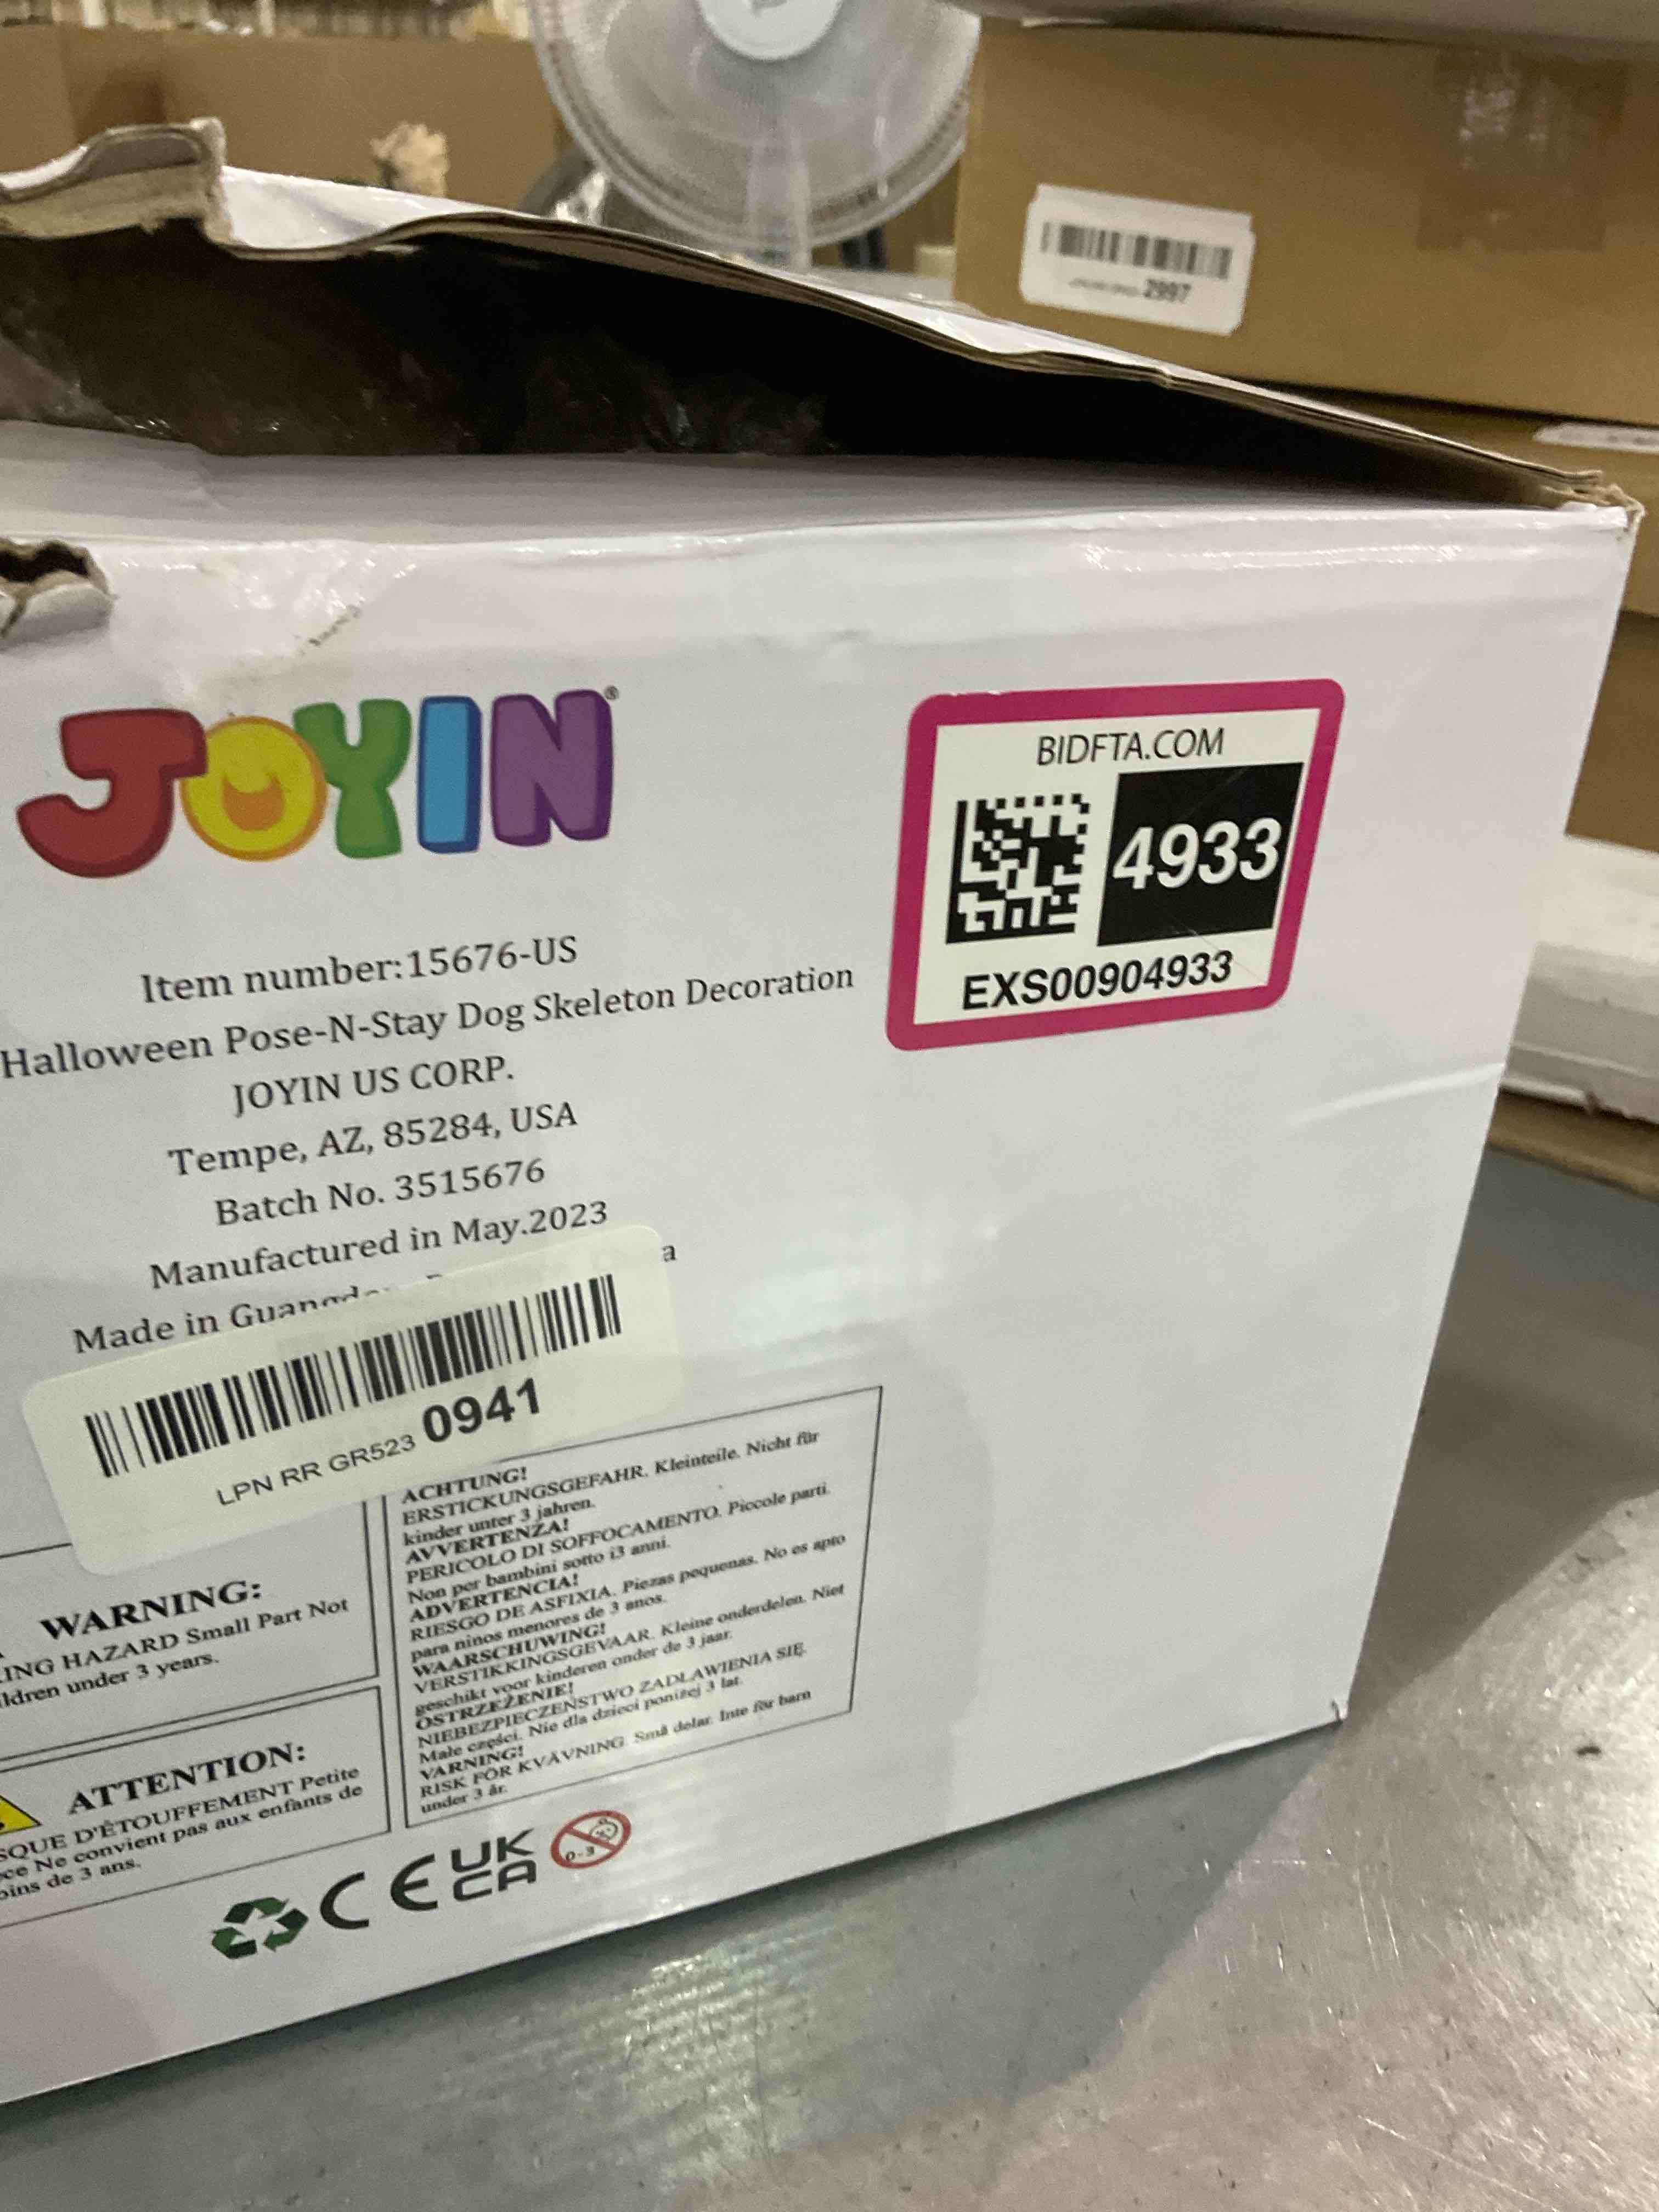 2997
JOYIN®
BIDFTA.COM
4933
EXS00904933
Item number:15676-US
Halloween Pose-N-Stay Dog Skeleton Decoration
JOYIN US CORP.
Tempe, AZ, 85284, USA
Batch No. 3515676
Manufactured in May.2023
Made in
LPN RR GR523 0941
WARNING:
HAZARD Small Part Not
under 3 years.
ATTENTION:
D'ÉTOUFFEMENT Petite
Ne convient pas aux enfants de
de 3 ans.
ACHTUNG!
ERSTICKUNGSGEFAHR. Kleinteile. Nicht für
kinder unter 3 jahren.
AVVERTENZA!
PERICOLO DI SOFFOCAMENTO. Piccole parti.
Non per bambini sotto i3 anni.
ADVERTENCIA!
RIESGO DE ASFIXIA. Piezas pequenas. No es apto
para ninos menores de 3 anos.
WAARSCHUWING!
VERSTIKKINGSGEVAAR. Kleine onderdelen. Niet
geschikt voor kinderen onder de 3 jaar.
OSTRZEŻENIE!
NIEBEZPIECZEŃSTWO ZADŁAWIENIA SIĘ.
Małe części. Nie dla dzieci poniżej 3 lat.
VARNING!
RISK FÖR KVÄVNING. Små delar. Inte för barn
under 3 år.
CE UK
CA
0-3